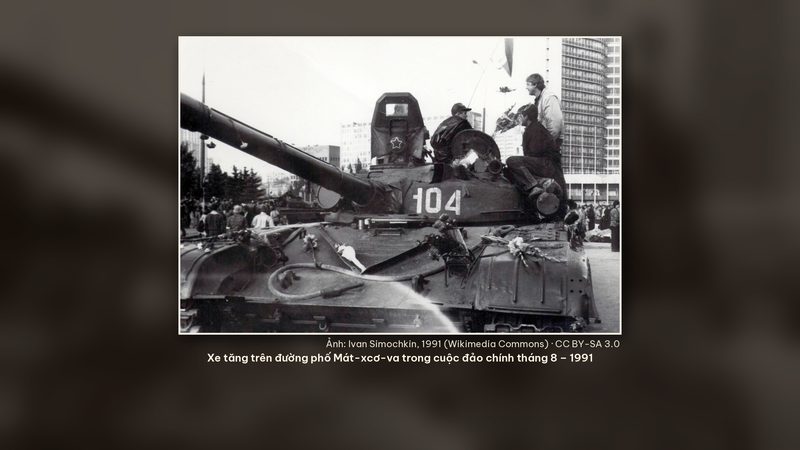 104
Ảnh: Ivan Simochkin, 1991 (Wikimedia Commons) · CC BY-SA 3.0
Xe tăng trên đường phố Mát-xcơ-va trong cuộc đảo chính tháng 8 – 1991